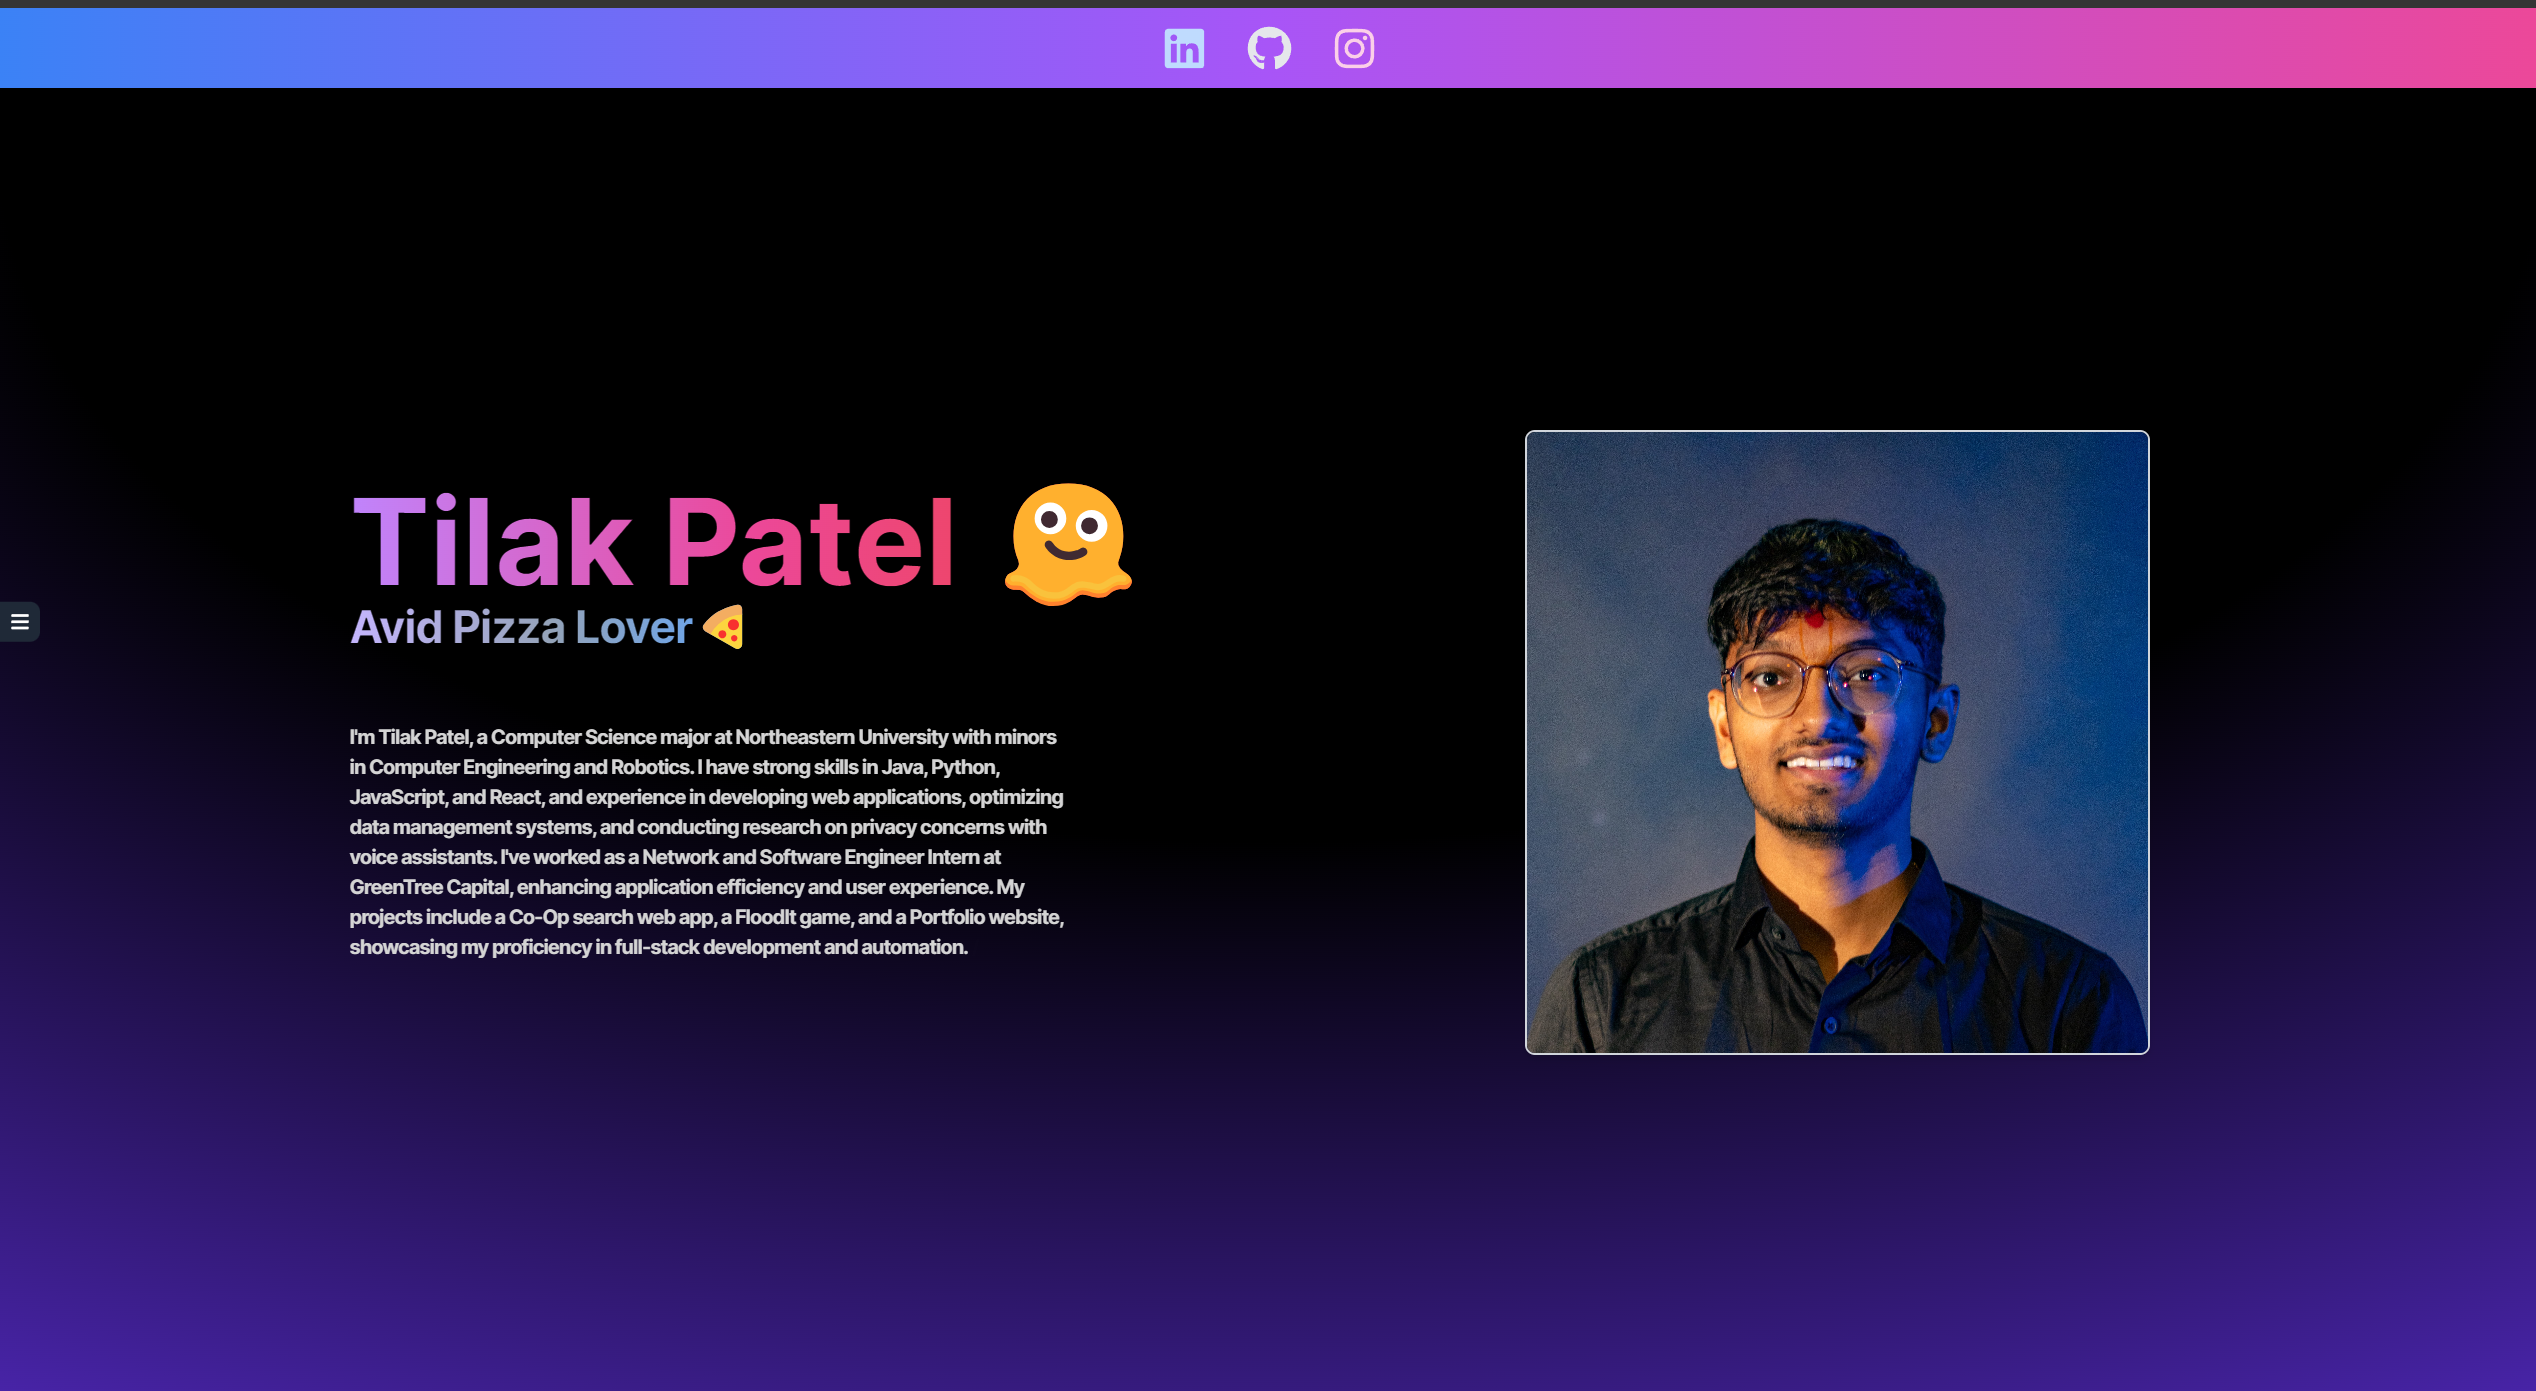 Tilak Patel
Avid Pizza Lover
I'm Tilak Patel, a Computer Science major at Northeastern University with minors
in Computer Engineering and Robotics. I have strong skills in Java, Python,
JavaScript, and React, and experience in developing web applications, optimizing
data management systems, and conducting research on privacy concerns with
voice assistants. I've worked as a Network and Software Engineer Intern at
GreenTree Capital, enhancing application efficiency and user experience. My
projects include a Co-Op search web app, a FloodIt game, and a Portfolio website,
showcasing my proficiency in full-stack development and automation.